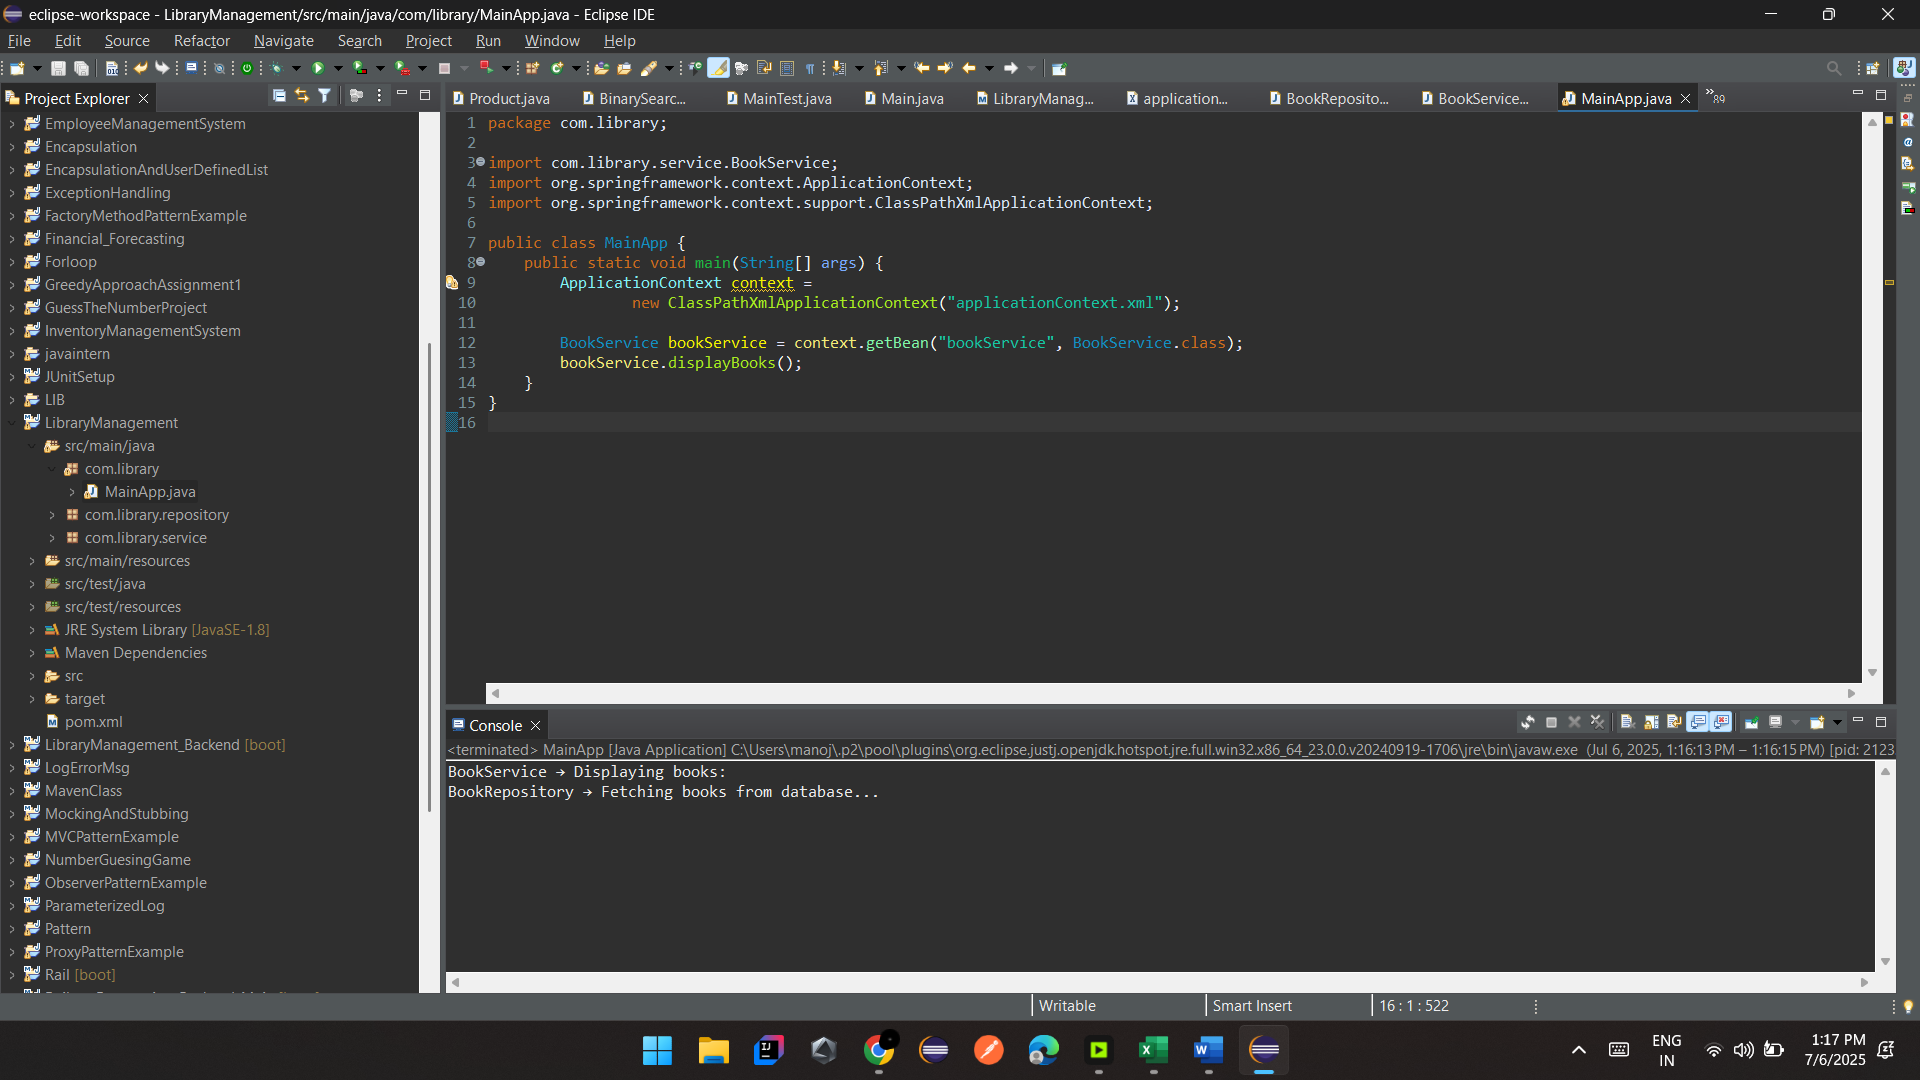 eclipse-workspace - LibraryManagement/src/main/java/com/library/MainApp.java - Eclipse IDE
File Edit Source Refactor Navigate Search Project Run Window Help
Project Explorer
EmployeeManagementSystem
Encapsulation
EncapsulationAndUserDefinedList
ExceptionHandling
FactoryMethodPatternExample
Financial_Forecasting
Forloop
GreedyApproachAssignment1
GuessTheNumberProject
InventoryManagementSystem
javaintern
JUnitSetup
LIB
LibraryManagement
src/main/java
com.library
MainApp.java
com.library.repository
com.library.service
src/main/resources
src/test/java
src/test/resources
JRE System Library [JavaSE-1.8]
Maven Dependencies
src
target
pom.xml
LibraryManagement_Backend [boot]
LogErrorMsg
MavenClass
MockingAndStubbing
MVCPatternExample
NumberGuesingGame
ObserverPatternExample
ParameterizedLog
Pattern
ProxyPatternExample
Rail [boot]
Product.java BinarySearc... MainTest.java Main.java LibraryManag... application... BookReposito... BookService... MainApp.java »89
1 package com.library;
2
3 import com.library.service.BookService;
4 import org.springframework.context.ApplicationContext;
5 import org.springframework.context.support.ClassPathXmlApplicationContext;
6
7 public class MainApp {
8 public static void main(String[] args) {
9 ApplicationContext context =
10 new ClassPathXmlApplicationContext("applicationContext.xml");
11
12 BookService bookService = context.getBean("bookService", BookService.class);
13 bookService.displayBooks();
14 }
15 }
16
Console
<terminated> MainApp [Java Application] C:\Users\manoj\.p2\pool\plugins\org.eclipse.justj.openjdk.hotspot.jre.full.win32.x86_64_23.0.0.v20240919-1706\jre\bin\javaw.exe (Jul 6, 2025, 1:16:13 PM – 1:16:15 PM) [pid: 2123
BookService → Displaying books:
BookRepository → Fetching books from database...
Writable Smart Insert 16 : 1 : 522
ENG
IN
1:17 PM
7/6/2025